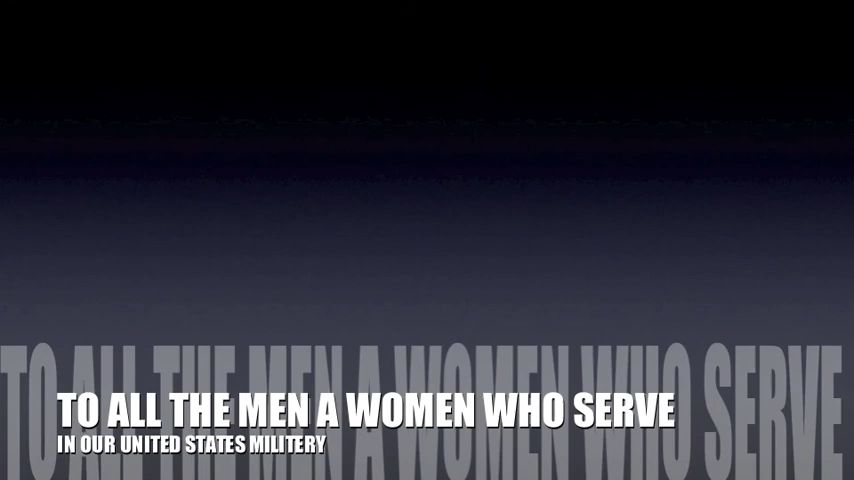 TO ALL THE MEN A WOMEN WHO SERVE
TO ALL THE MEN A WOMEN WHO SERVE
IN OUR UNITED STATES MILITERY